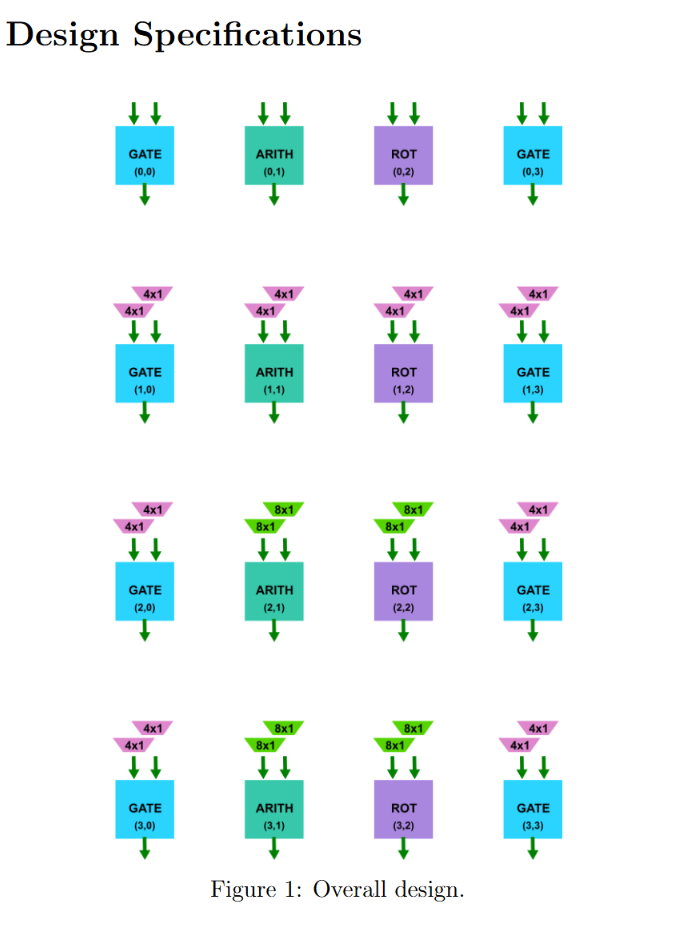 Design Specifications
GATE ARITH ROT GATE
(0,0) (0,1) (0,2) (0,3)
4x1 4x1 4x1 4x1
4x1 4x1 4x1 4x1
GATE ARITH ROT GATE
(1,0) (1,1) (1,2) (1,3)
4x1 8x1 8x1 4x1
4x1 8x1 8x1 4x1
GATE ARITH ROT GATE
(2,0) (2,1) (2,2) (2,3)
4x1 8x1 8x1 4x1
4x1 8x1 8x1 4x1
GATE ARITH ROT GATE
(3,0) (3,1) (3,2) (3,3)
Figure 1: Overall design.